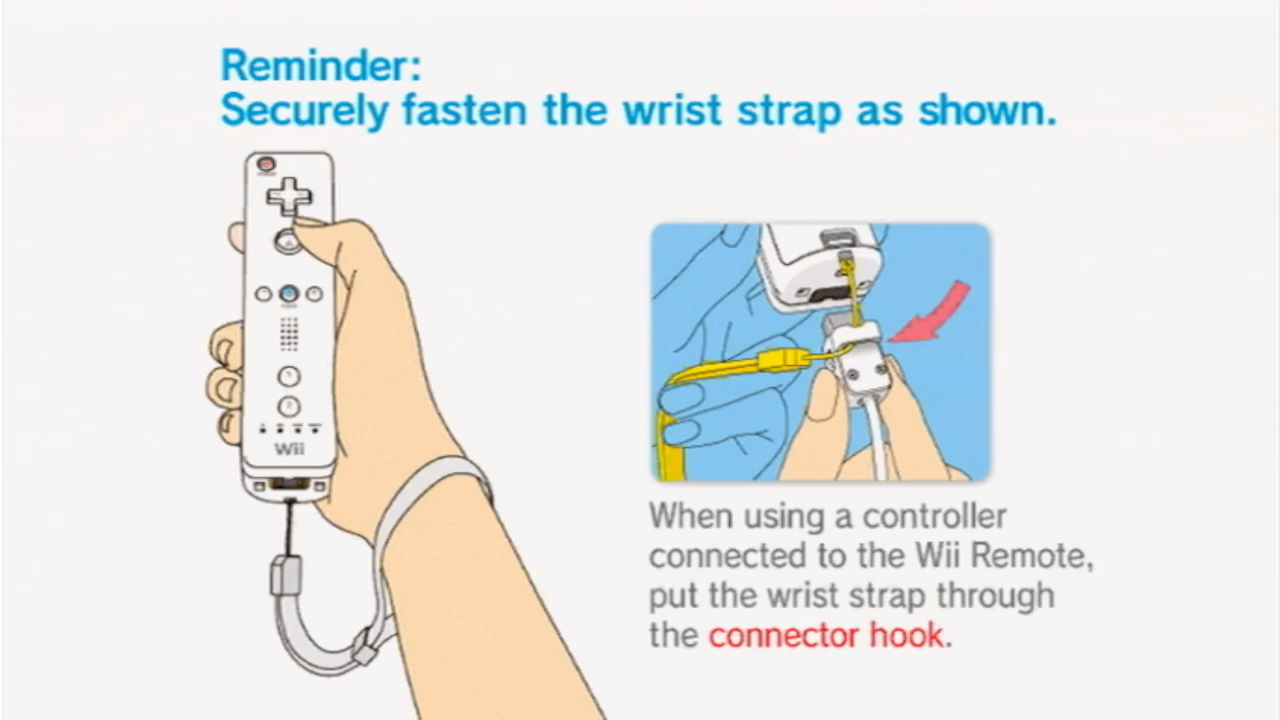 Reminder:
Securely fasten the wrist strap as shown.
Wii
When using a controller
connected to the Wii Remote,
put the wrist strap through
the connector hook.